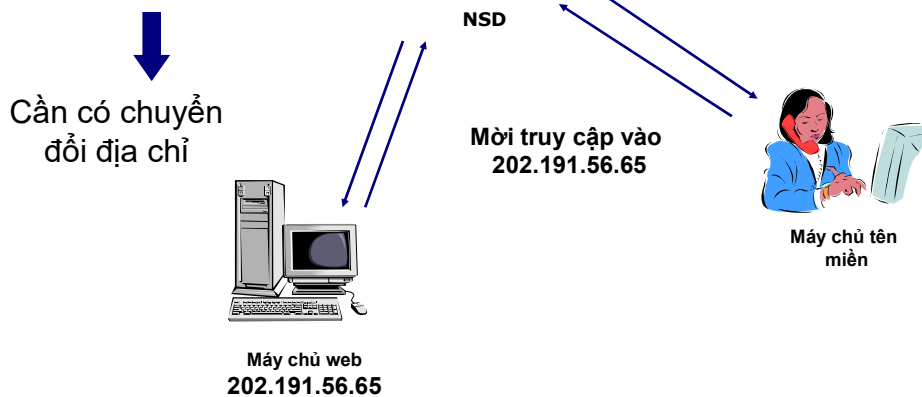 NSD
Cần có chuyển
đổi địa chỉ
Mời truy cập vào
202.191.56.65
Máy chủ tên
miền
Máy chủ web
202.191.56.65